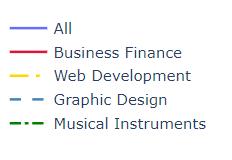 All
Business Finance
Web Development
Graphic Design
Musical Instruments